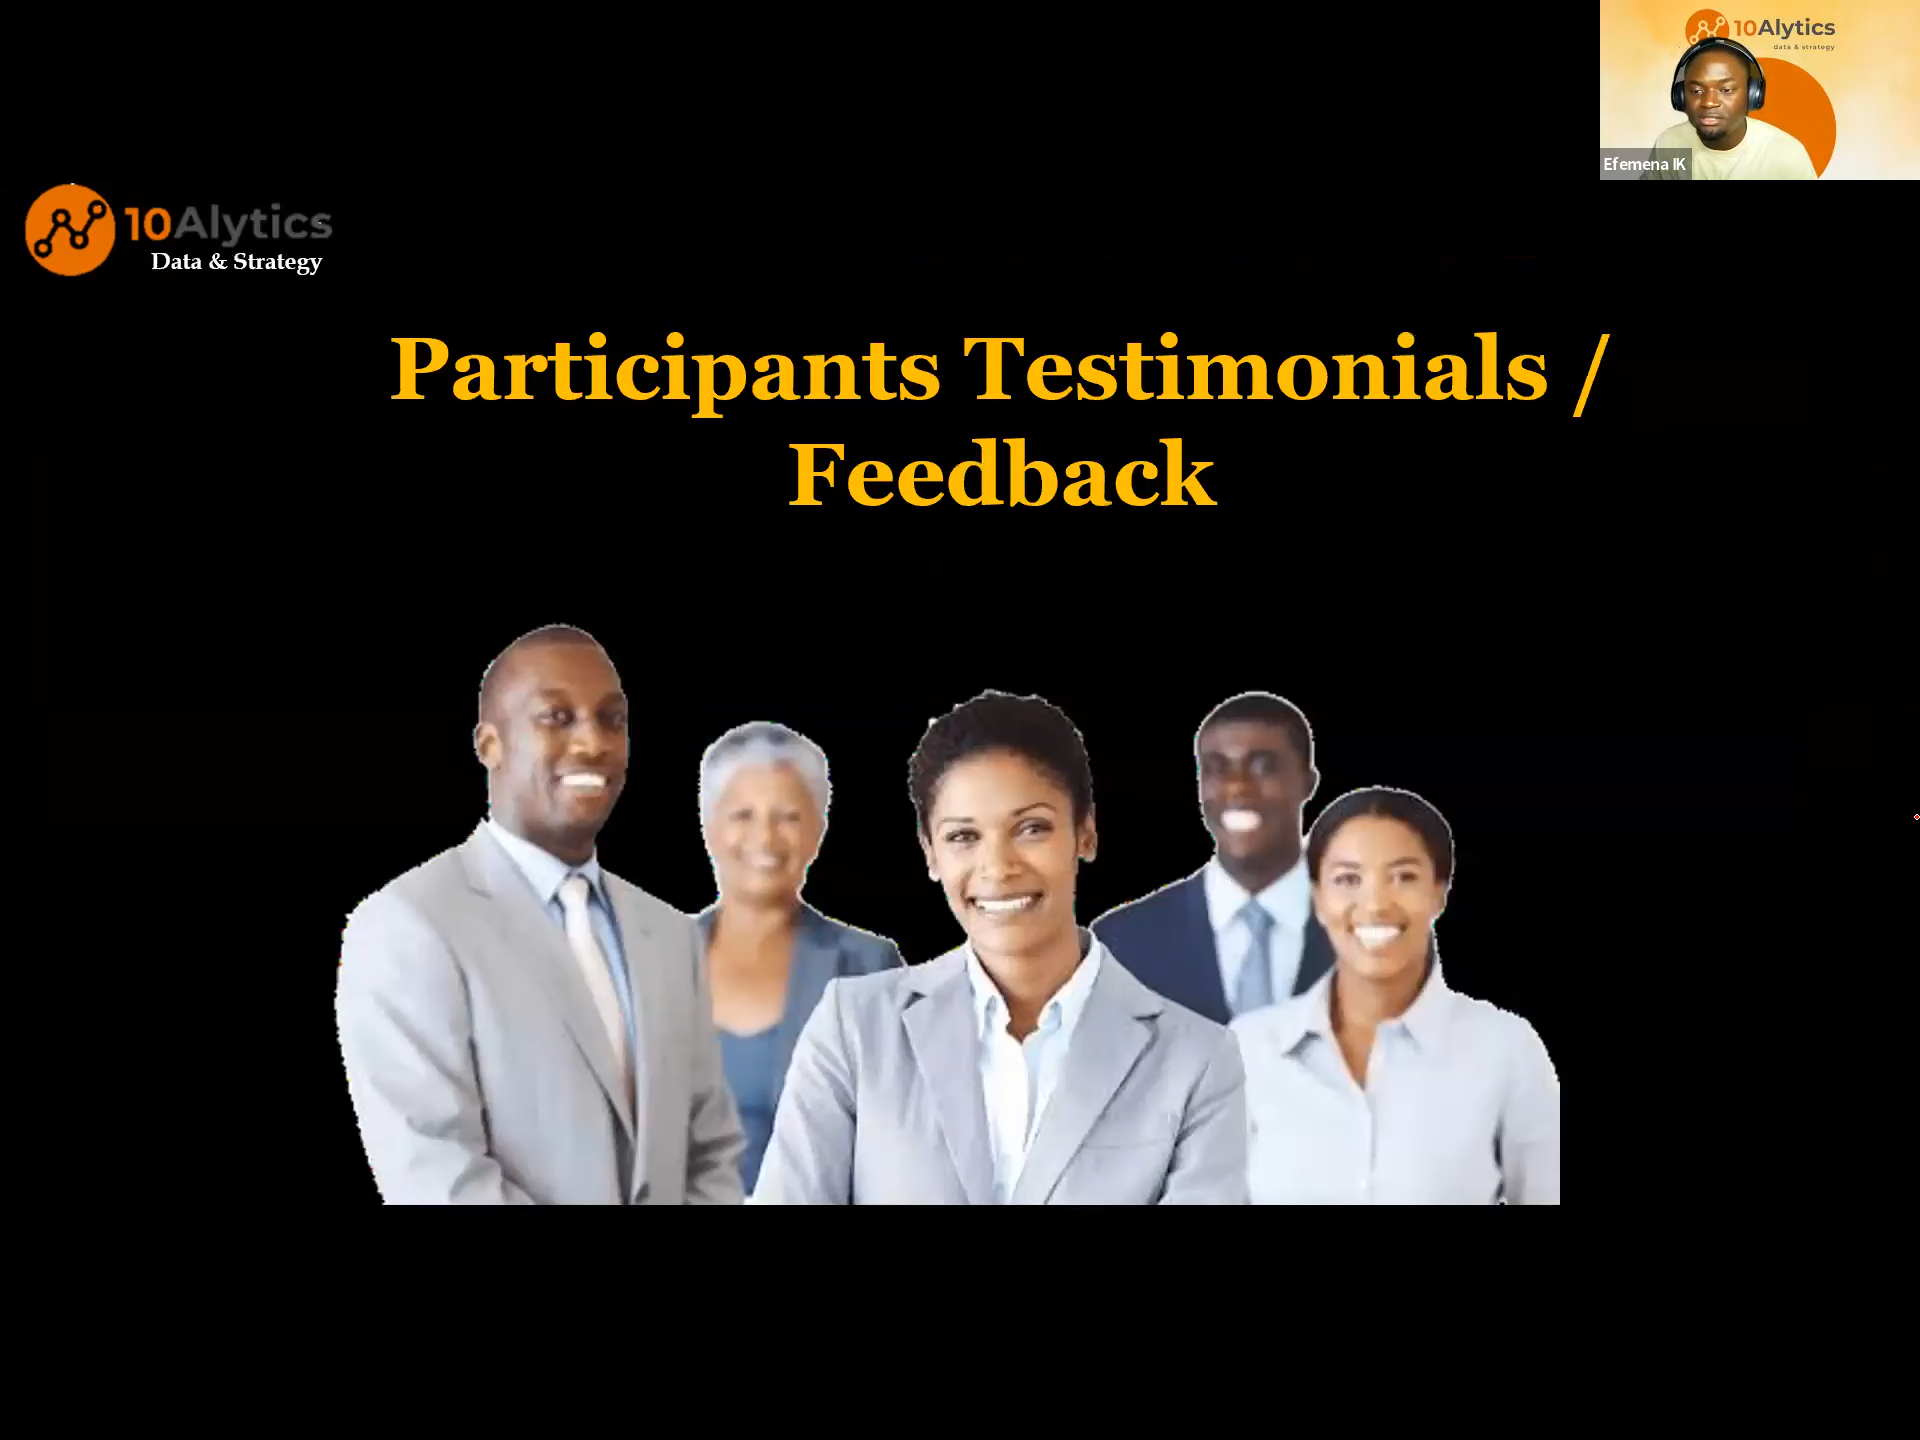 10Alytics
data & strategy
Efemena IK
10Alytics
Data & Strategy
Participants Testimonials /
Feedback